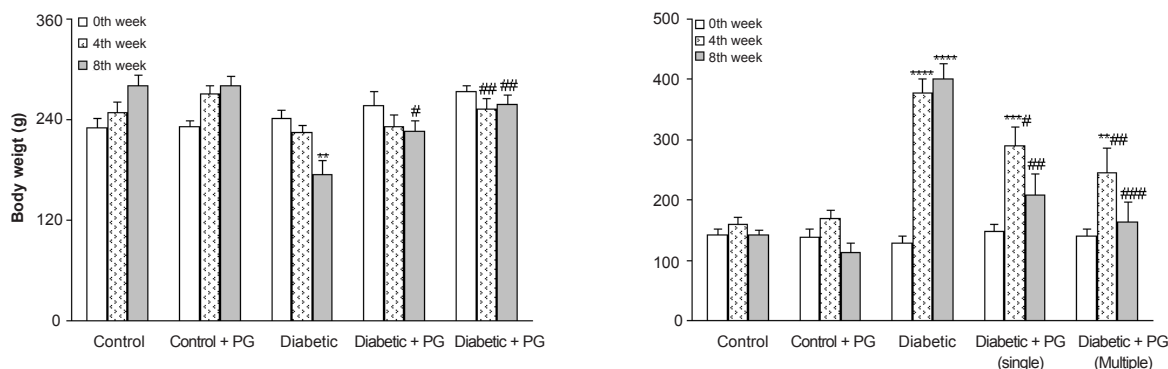 360
0th week
4th week
8th week
240
120
0
Body weigt (g)
##
##
#
**
Control
Control + PG
Diabetic
Diabetic + PG
Diabetic + PG
500
0th week
4th week
8th week
400
300
200
100
0
****
****
***#
##
**##
###
Control
Control + PG
Diabetic
Diabetic + PG
(single)
Diabetic + PG
(Multiple)